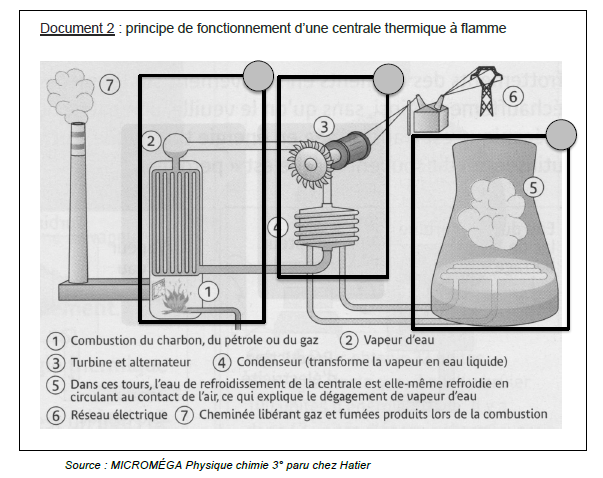 Document 2 : principe de fonctionnement d'une centrale thermique à flamme
7
2
3
6
4
5
1
1 Combustion du charbon, du pétrole ou du gaz 2 Vapeur d'eau
3 Turbine et alternateur 4 Condenseur (transforme la vapeur en eau liquide)
5 Dans ces tours, l'eau de refroidissement de la centrale est elle-même refroidie en
circulant au contact de l'air, ce qui explique le dégagement de vapeur d'eau
6 Réseau électrique 7 Cheminée libérant gaz et fumées produits lors de la combustion
Source : MICROMÉGA Physique chimie 3° paru chez Hatier